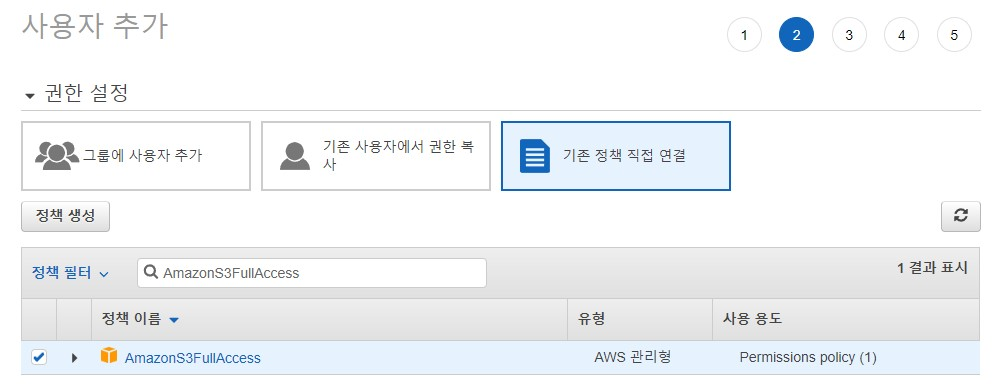 사용자 추가
1 2 3 4 5
권한 설정
그룹에 사용자 추가
기존 사용자에서 권한 복
사
기존 정책 직접 연결
정책 생성
정책 필터
AmazonS3FullAccess
1 결과 표시
정책 이름 유형 사용 용도
AmazonS3FullAccess AWS 관리형 Permissions policy (1)